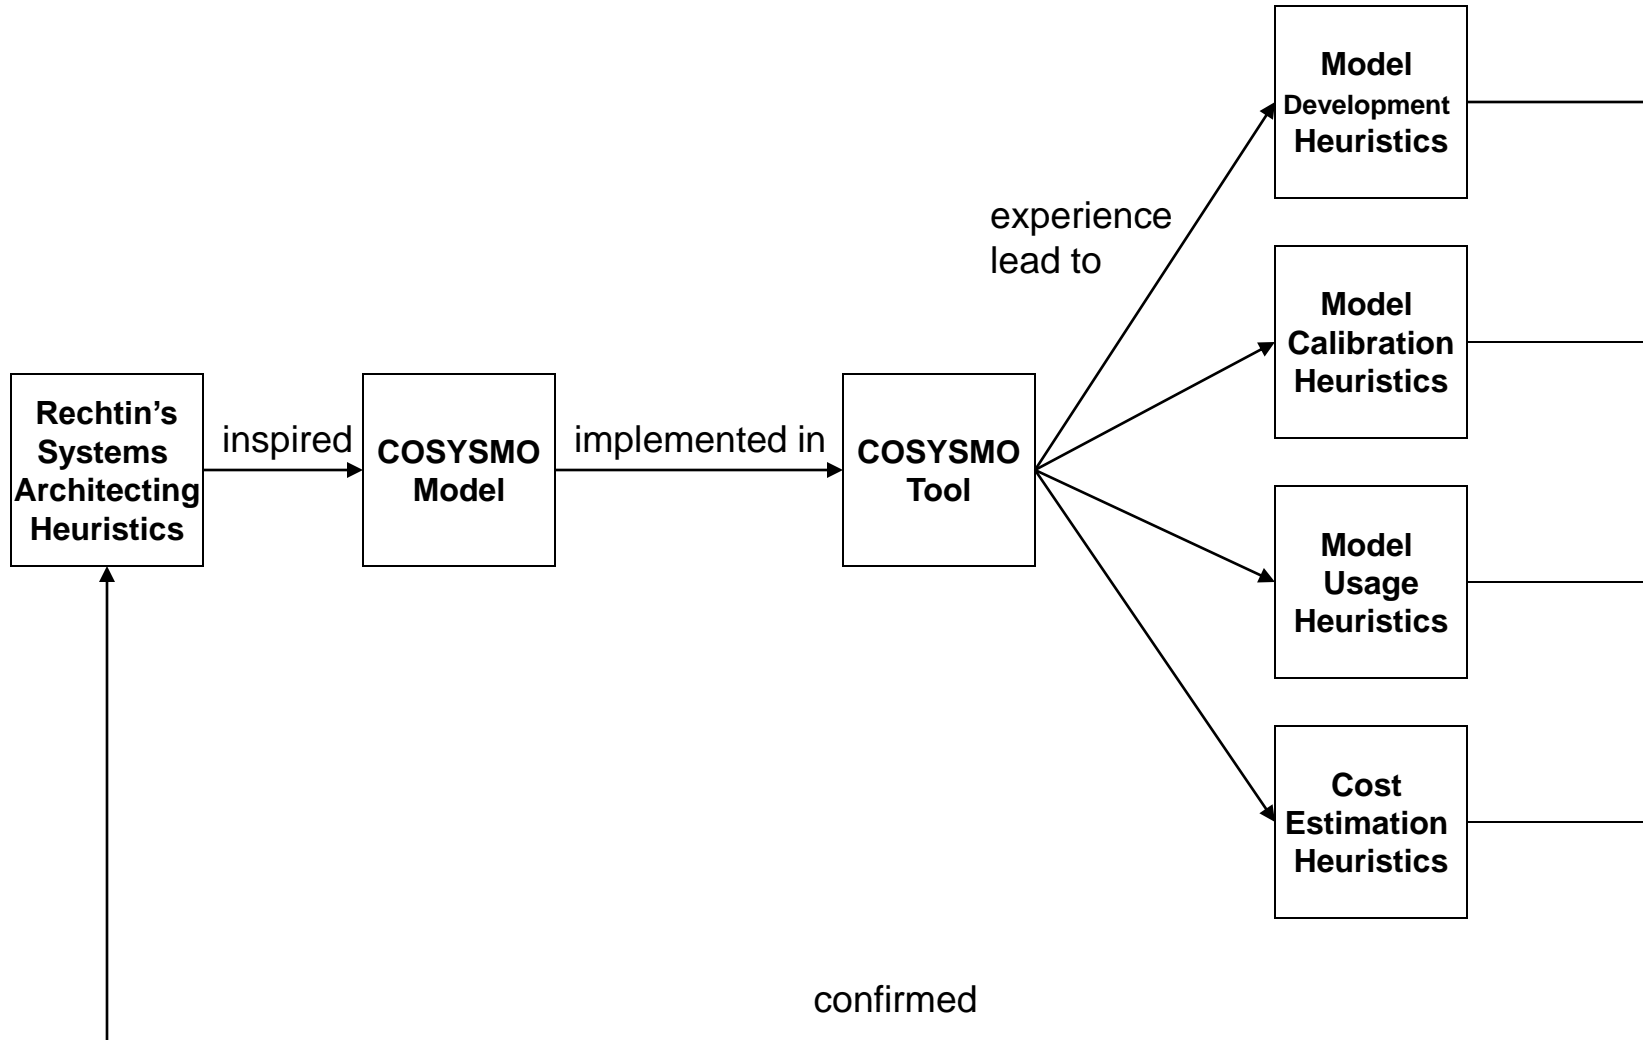 Rechtin’s
Systems
Architecting
Heuristics
inspired
COSYSMO
Model
implemented in
COSYSMO
Tool
experience
lead to
Model
Development
Heuristics
Model
Calibration
Heuristics
Model
Usage
Heuristics
Cost
Estimation
Heuristics
confirmed